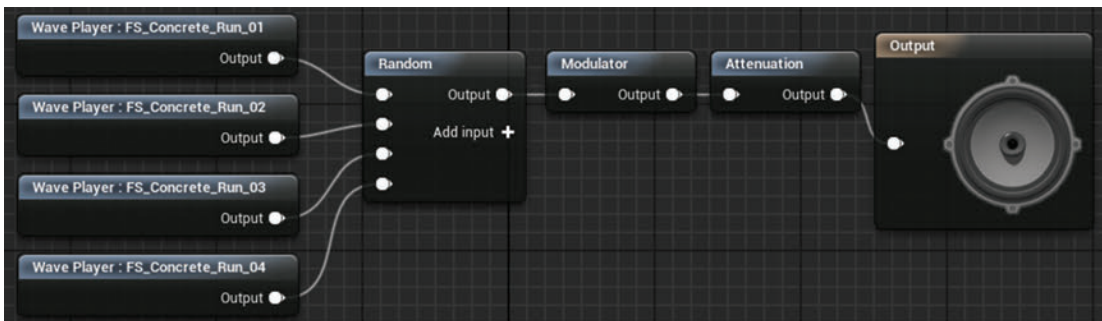 Wave Player : FS_Concrete_Run_01
Output
Wave Player : FS_Concrete_Run_02
Output
Wave Player : FS_Concrete_Run_03
Output
Wave Player : FS_Concrete_Run_04
Output
Random
Output
Add input
Modulator
Output
Attenuation
Output
Output